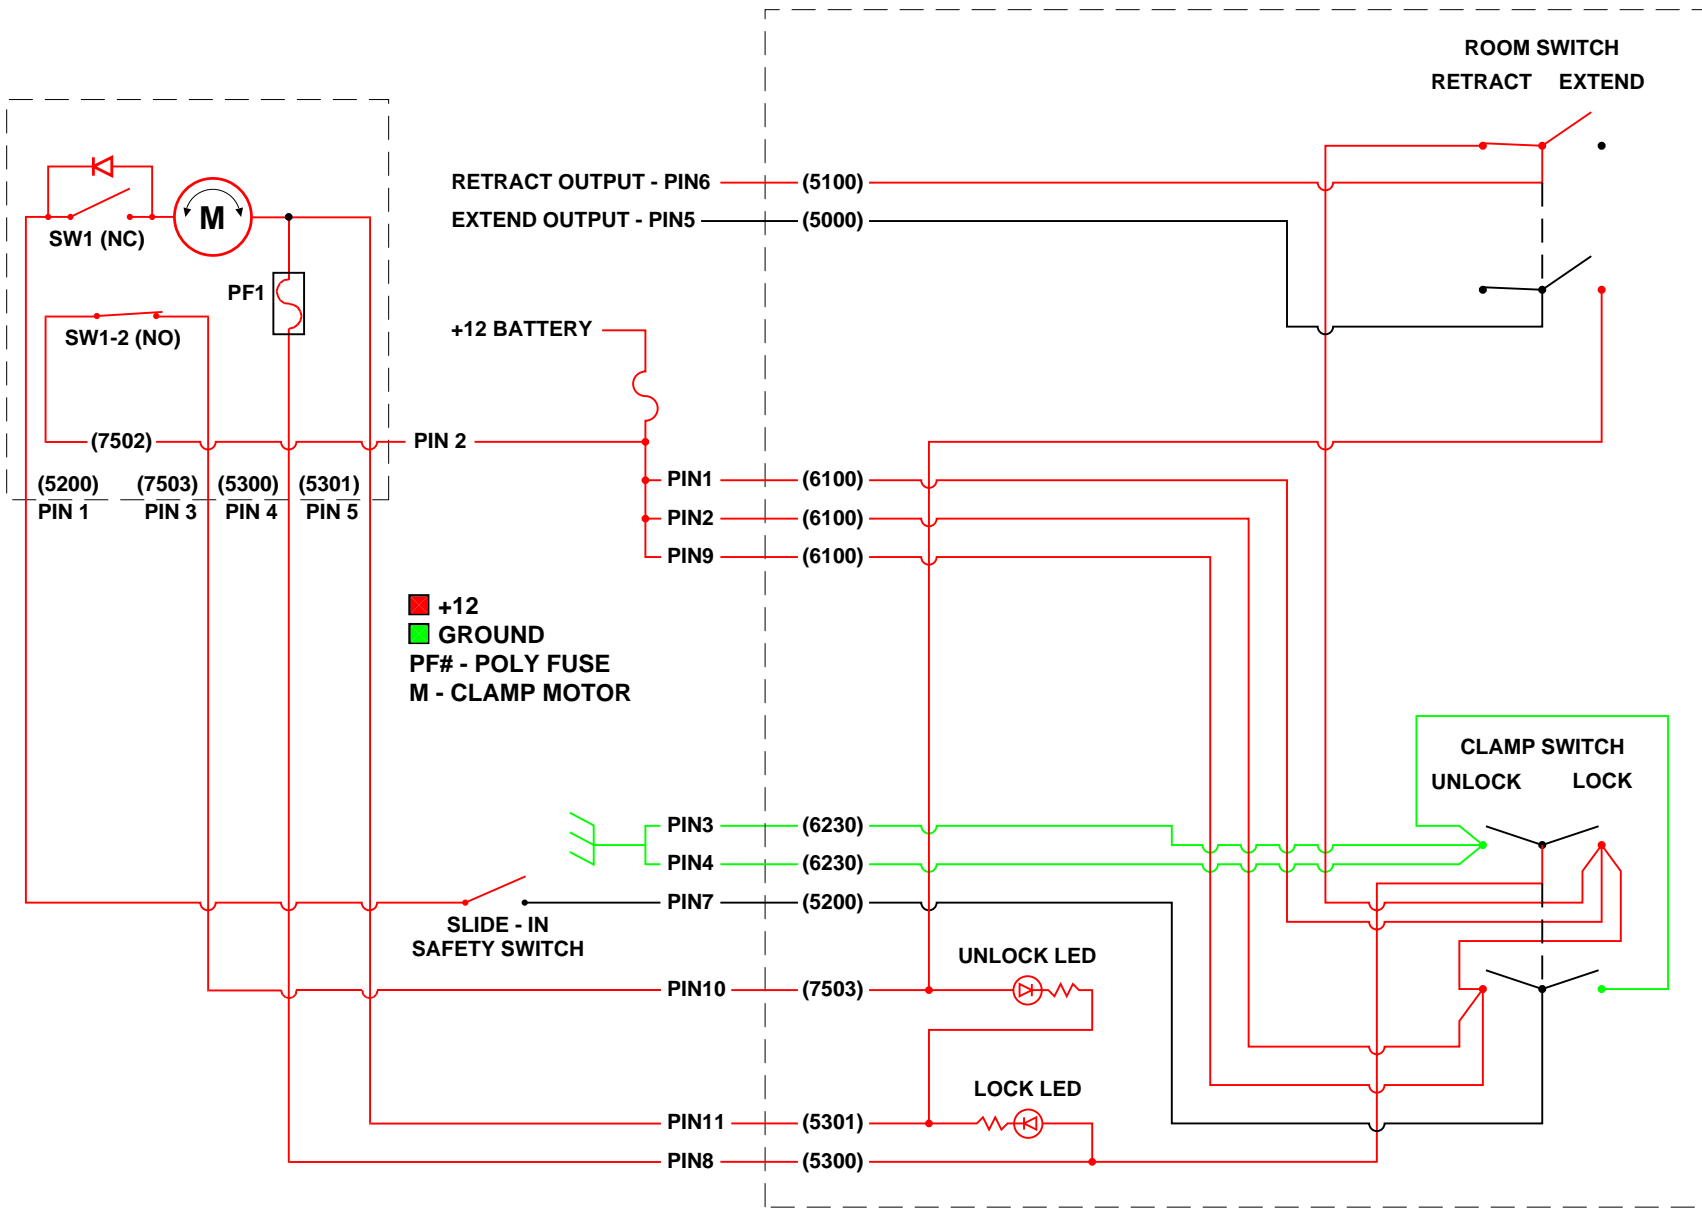 ROOM SWITCH
RETRACT EXTEND
RETRACT OUTPUT - PIN6 (5100)
EXTEND OUTPUT - PIN5 (5000)
M
SW1 (NC)
PF1
SW1-2 (NO)
+12 BATTERY
(7502) PIN 2
(5200) (7503) (5300) (5301)
PIN 1 PIN 3 PIN 4 PIN 5
PIN1 (6100)
PIN2 (6100)
PIN9 (6100)
+12
GROUND
PF# - POLY FUSE
M - CLAMP MOTOR
CLAMP SWITCH
UNLOCK LOCK
PIN3 (6230)
PIN4 (6230)
PIN7 (5200)
SLIDE - IN
SAFETY SWITCH
UNLOCK LED
PIN10 (7503)
LOCK LED
PIN11 (5301)
PIN8 (5300)